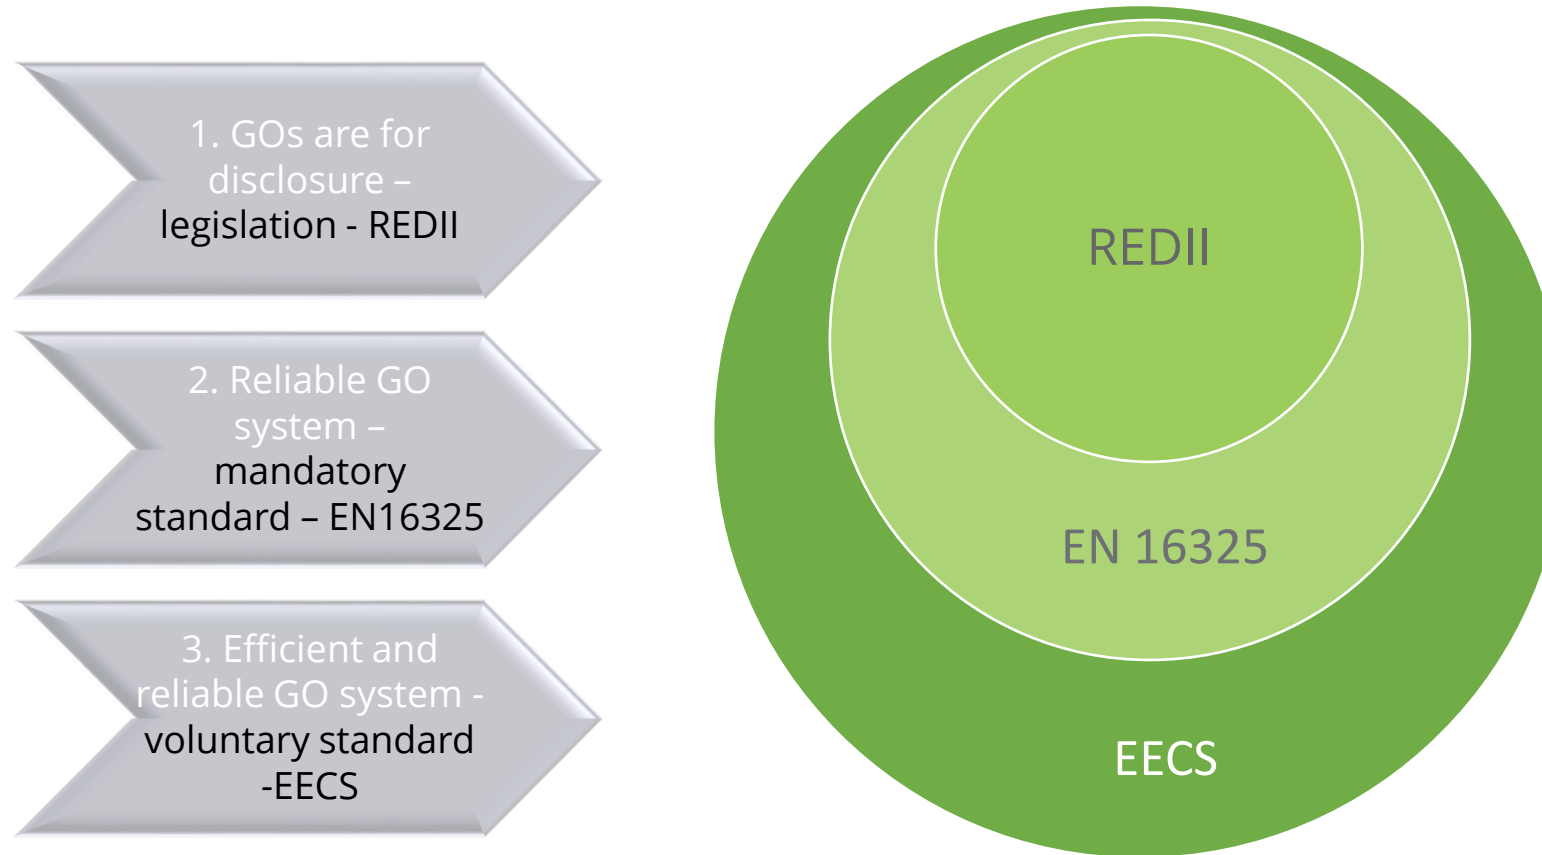 1. GOs are for
disclosure –
legislation - REDII
2. Reliable GO
system –
mandatory
standard – EN16325
3. Efficient and
reliable GO system -
voluntary standard
-EECS
REDII
EN 16325
EECS